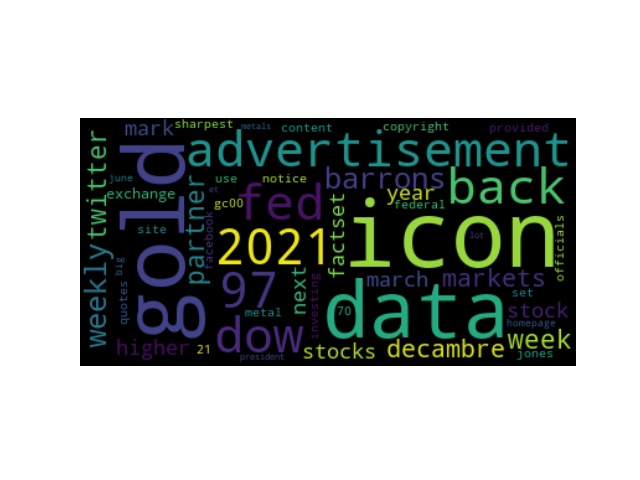 mark sharpest metals content copyright provided
twitter gold advertisement
june exchange partner use et notice barrons year back
site facebook gc00 fed factset federal icon officials
weekly 2021 lot
quotes big 97 next investing march markets
metal data 70 set stock
higher 21 dow president stocks decambre homepage week
jones